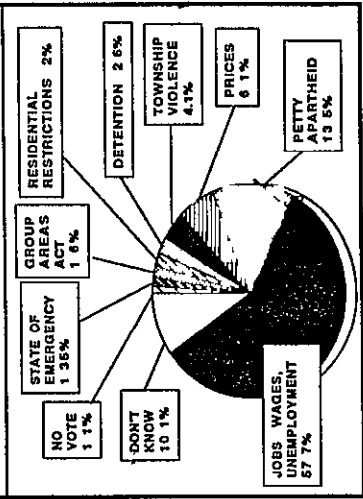 NO
VOTE
1 1%
STATE OF
EMERGENCY
1 35%
GROUP
AREAS
ACT
1 6%
RESIDENTIAL
RESTRICTIONS 2%
DETENTION 2 6%
TOWNSHIP
VIOLENCE
4.1%
PRICES
6 1%
PETTY
APARTHEID
13 5%
JOBS WAGES,
UNEMPLOYMENT
57 7%
DON'T
KNOW
10 1%